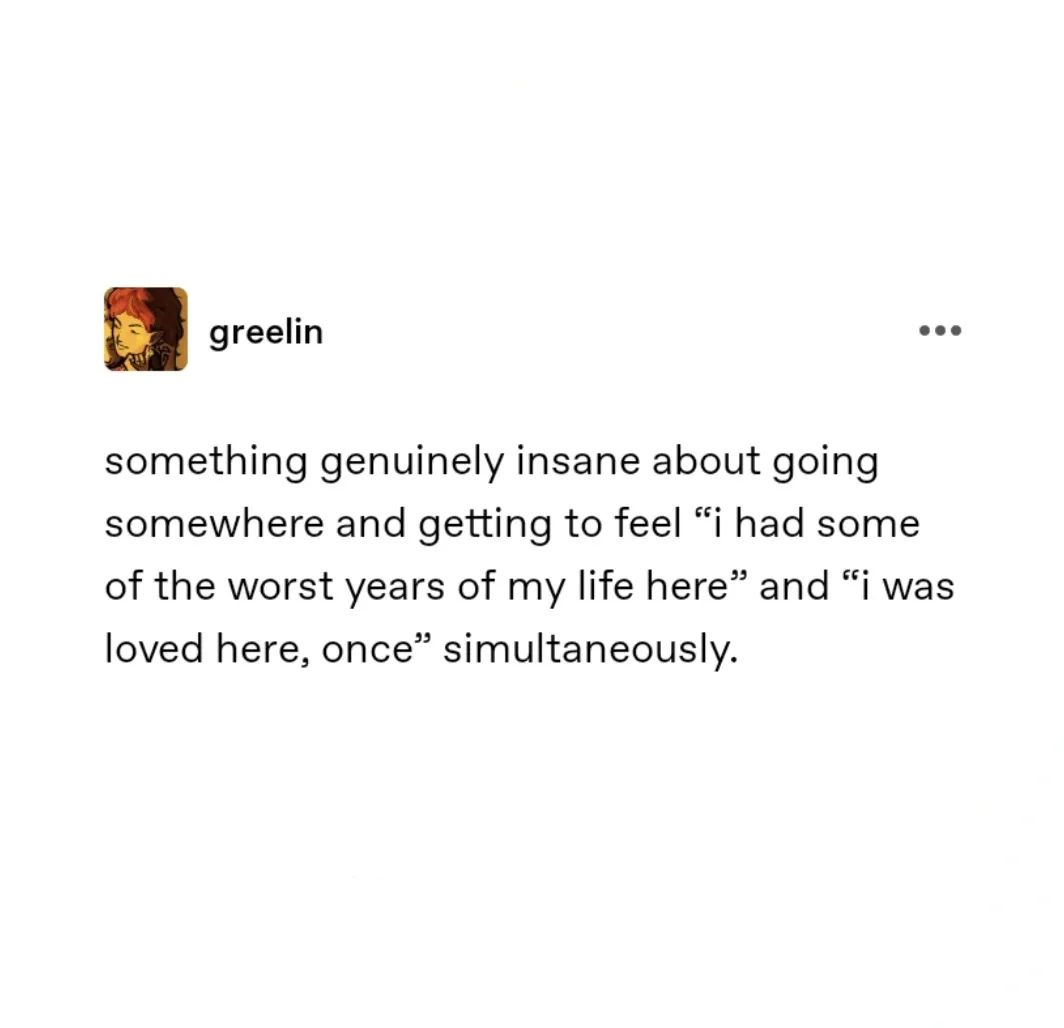 greelin
something genuinely insane about going
somewhere and getting to feel “i had some
of the worst years of my life here” and “i was
loved here, once” simultaneously.